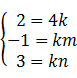 2 = 4k
−1 = km
3 = kn